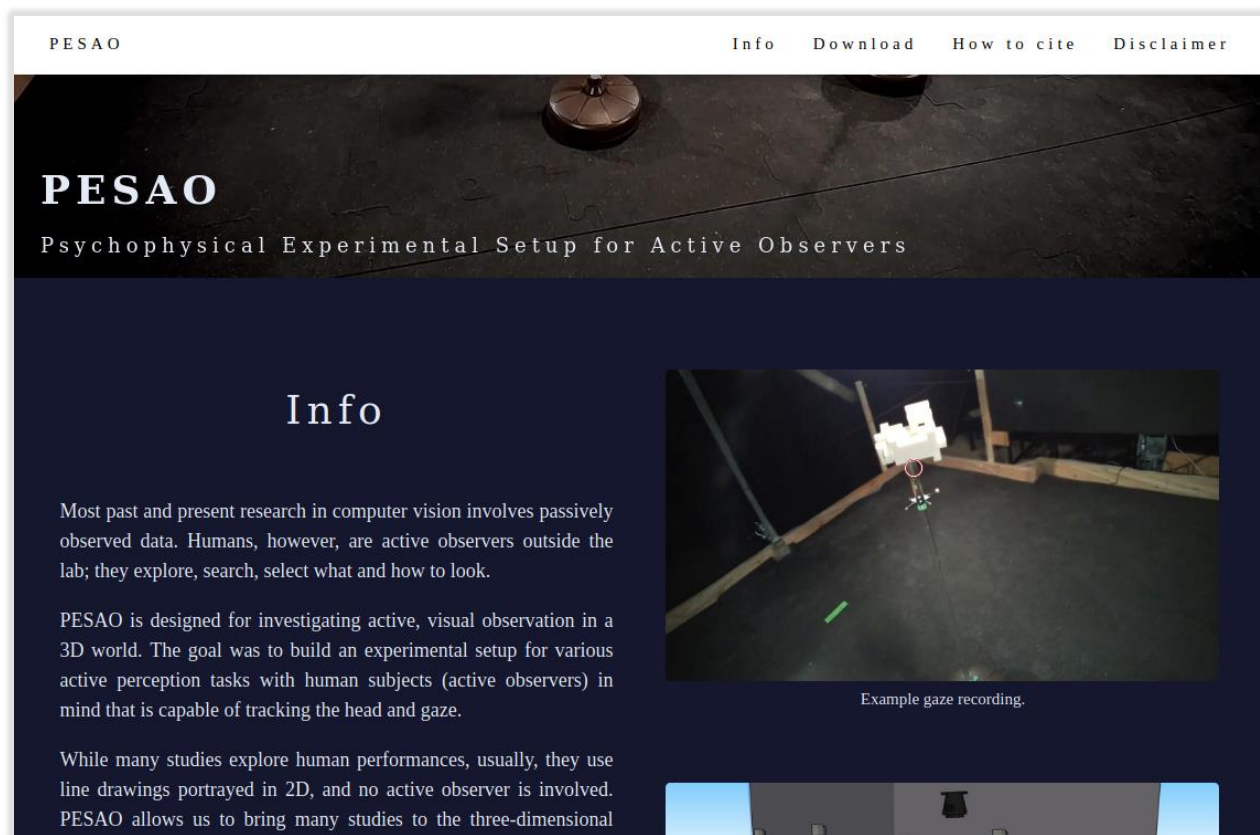 PESAO
Info
Download
How to cite
Disclaimer
PESAO
Psychophysical Experimental Setup for Active Observers
Info
Most past and present research in computer vision involves passively
observed data. Humans, however, are active observers outside the
lab; they explore, search, select what and how to look.
PESAO is designed for investigating active, visual observation in a
3D world. The goal was to build an experimental setup for various
active perception tasks with human subjects (active observers) in
mind that is capable of tracking the head and gaze.
While many studies explore human performances, usually, they use
line drawings portrayed in 2D, and no active observer is involved.
PESAO allows us to bring many studies to the three-dimensional
Example gaze recording.